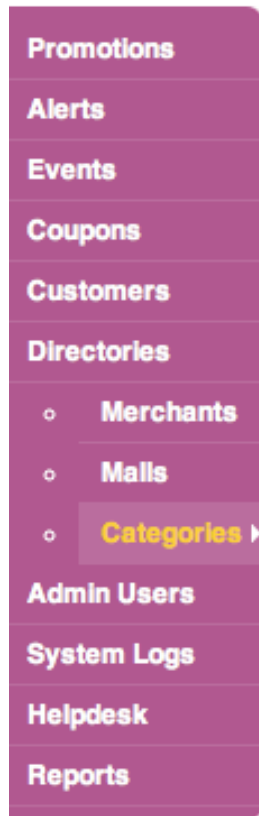 Promotions
Alerts
Events
Coupons
Customers
Directories
Merchants
Malls
Categories
Admin Users
System Logs
Helpdesk
Reports